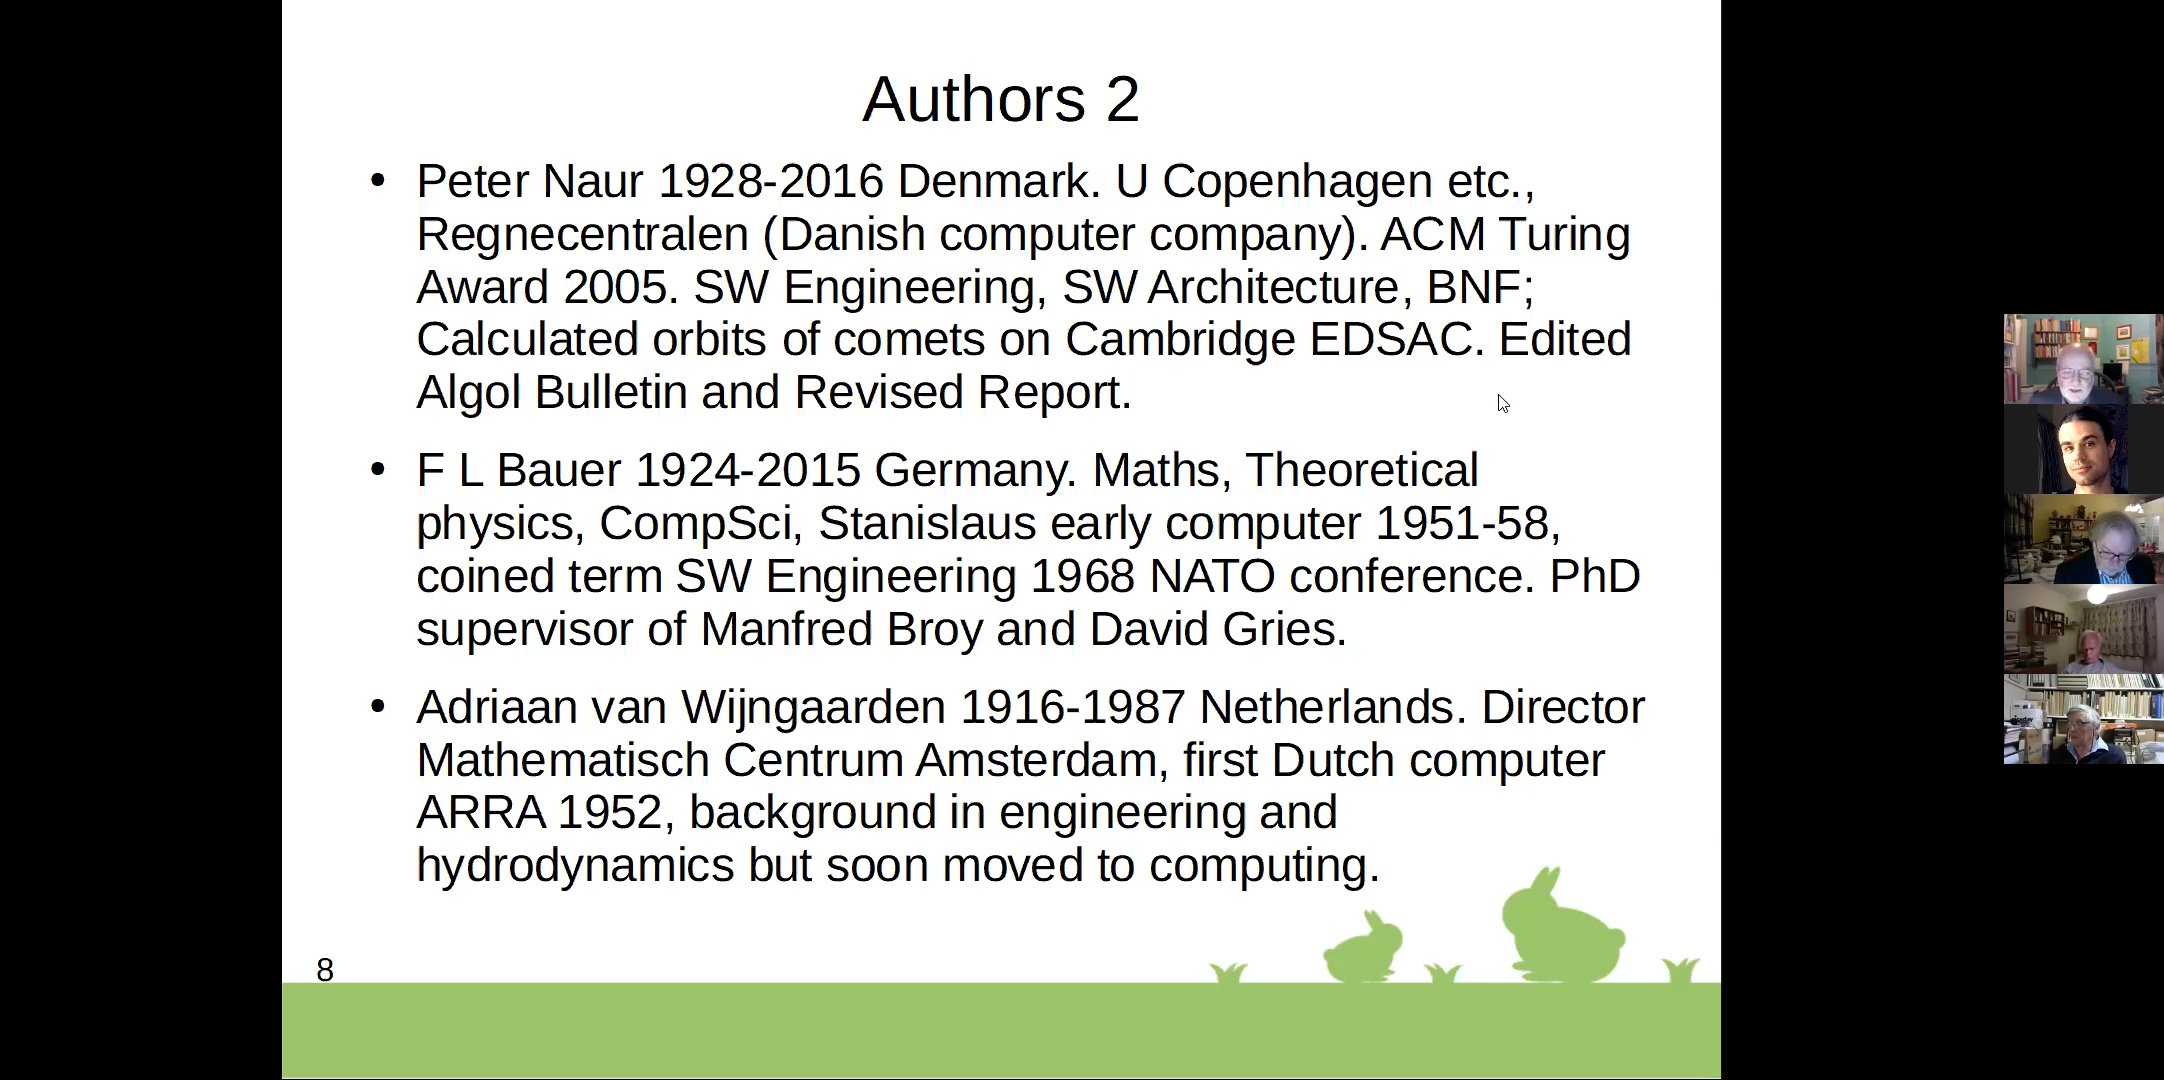 Authors 2
• Peter Naur 1928-2016 Denmark. U Copenhagen etc.,
Regnecentralen (Danish computer company). ACM Turing
Award 2005. SW Engineering, SW Architecture, BNF;
Calculated orbits of comets on Cambridge EDSAC. Edited
Algol Bulletin and Revised Report.
• F L Bauer 1924-2015 Germany. Maths, Theoretical
physics, CompSci, Stanislaus early computer 1951-58,
coined term SW Engineering 1968 NATO conference. PhD
supervisor of Manfred Broy and David Gries.
• Adriaan van Wijngaarden 1916-1987 Netherlands. Director
Mathematisch Centrum Amsterdam, first Dutch computer
ARRA 1952, background in engineering and
hydrodynamics but soon moved to computing.
8